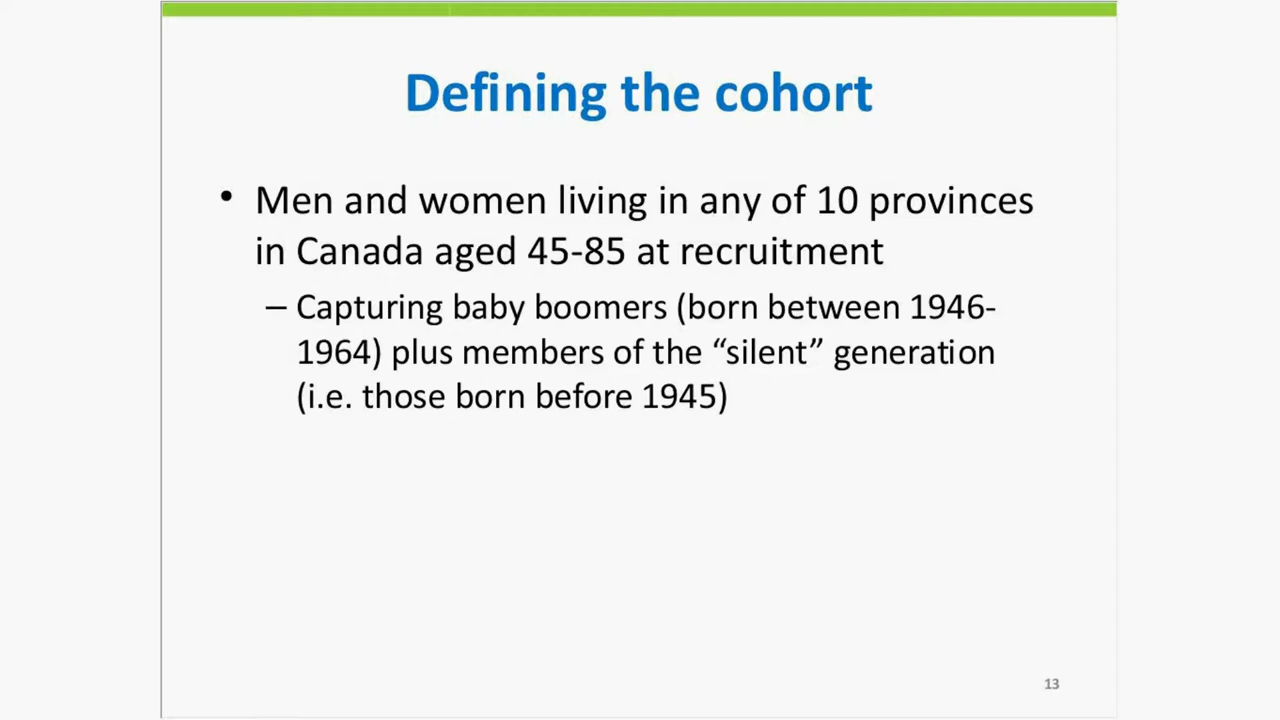 Defining the cohort
• Men and women living in any of 10 provinces
in Canada aged 45-85 at recruitment
– Capturing baby boomers (born between 1946-
1964) plus members of the “silent” generation
(i.e. those born before 1945)
13